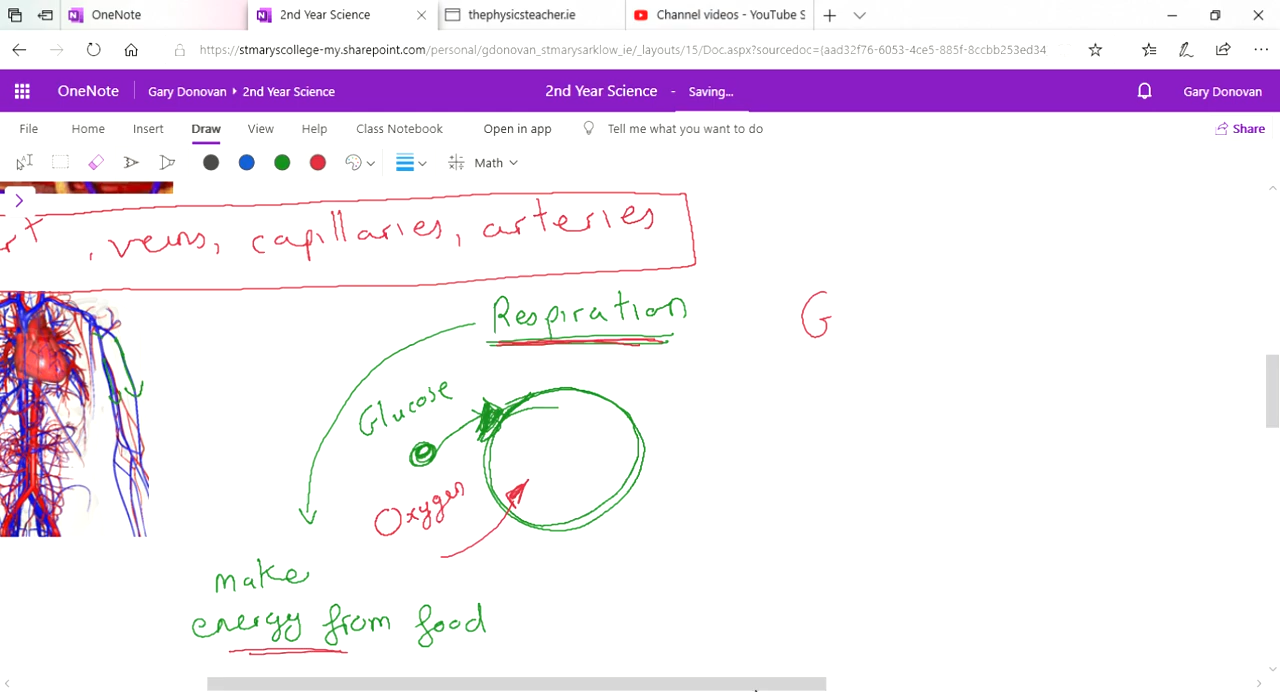 OneNote
2nd Year Science
thephysicsteacher.ie
Channel videos - YouTube S
https://stmaryscollege-my.sharepoint.com/personal/gdonovan_stmarysarklow_ie/_layouts/15/Doc.aspx?sourcedoc={aad32f76-6053-4ce5-885f-8ccbb253ed34
OneNote
Gary Donovan
2nd Year Science
2nd Year Science - Saving...
Gary Donovan
File Home Insert Draw View Help Class Notebook Open in app Tell me what you want to do Share
Math
, veins, capillaries, arteries
Respiration
G
Glucose
Oxygen
make
energy from food